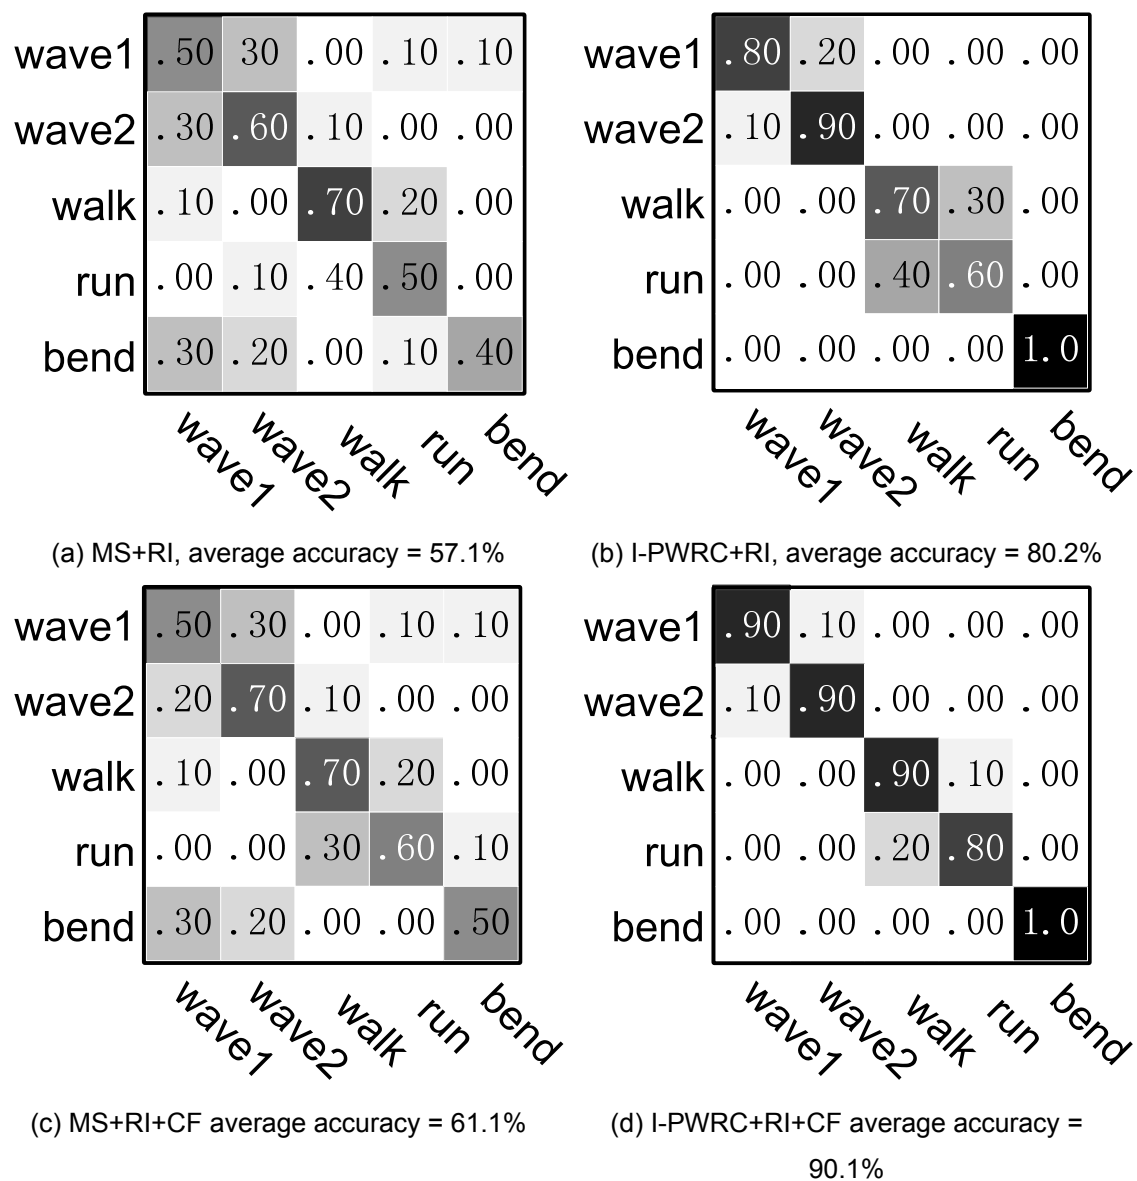 wave1 .50 30 .00 .10 .10
wave2 .30 .60 .10 .00 .00
walk .10 .00 .70 .20 .00
run .00 .10 .40 .50 .00
bend .30 .20 .00 .10 .40
wave1 wave2 walk run bend
(a) MS+RI, average accuracy = 57.1%
wave1 .80 .20 .00 .00 .00
wave2 .10 .90 .00 .00 .00
walk .00 .00 .70 .30 .00
run .00 .00 .40 .60 .00
bend .00 .00 .00 .00 1.0
wave1 wave2 walk run bend
(b) I-PWRC+RI, average accuracy = 80.2%
wave1 .50 .30 .00 .10 .10
wave2 .20 .70 .10 .00 .00
walk .10 .00 .70 .20 .00
run .00 .00 .30 .60 .10
bend .30 .20 .00 .00 .50
wave1 wave2 walk run bend
(c) MS+RI+CF average accuracy = 61.1%
wave1 .90 .10 .00 .00 .00
wave2 .10 .90 .00 .00 .00
walk .00 .00 .90 .10 .00
run .00 .00 .20 .80 .00
bend .00 .00 .00 .00 1.0
wave1 wave2 walk run bend
(d) I-PWRC+RI+CF average accuracy =
90.1%